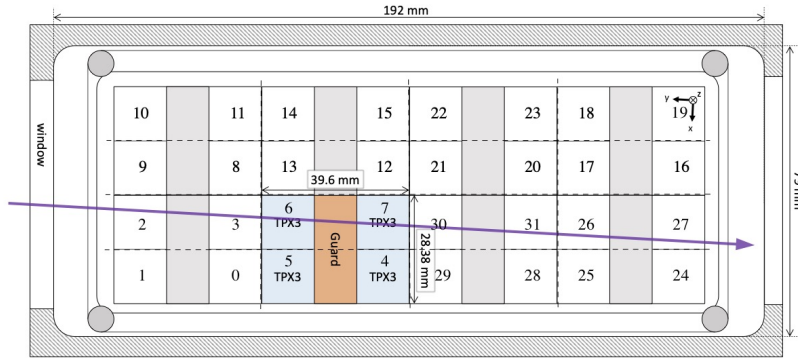 192 mm
10 11 14 15 22 23 18 19
y z
x
window
9 8 13 12 21 20 17 16
39.6 mm
2 3 6 7 30 31 26 27
TPX3 TPX3
Guard
28.38 mm
1 0 5 4 29 28 25 24
TPX3 TPX3